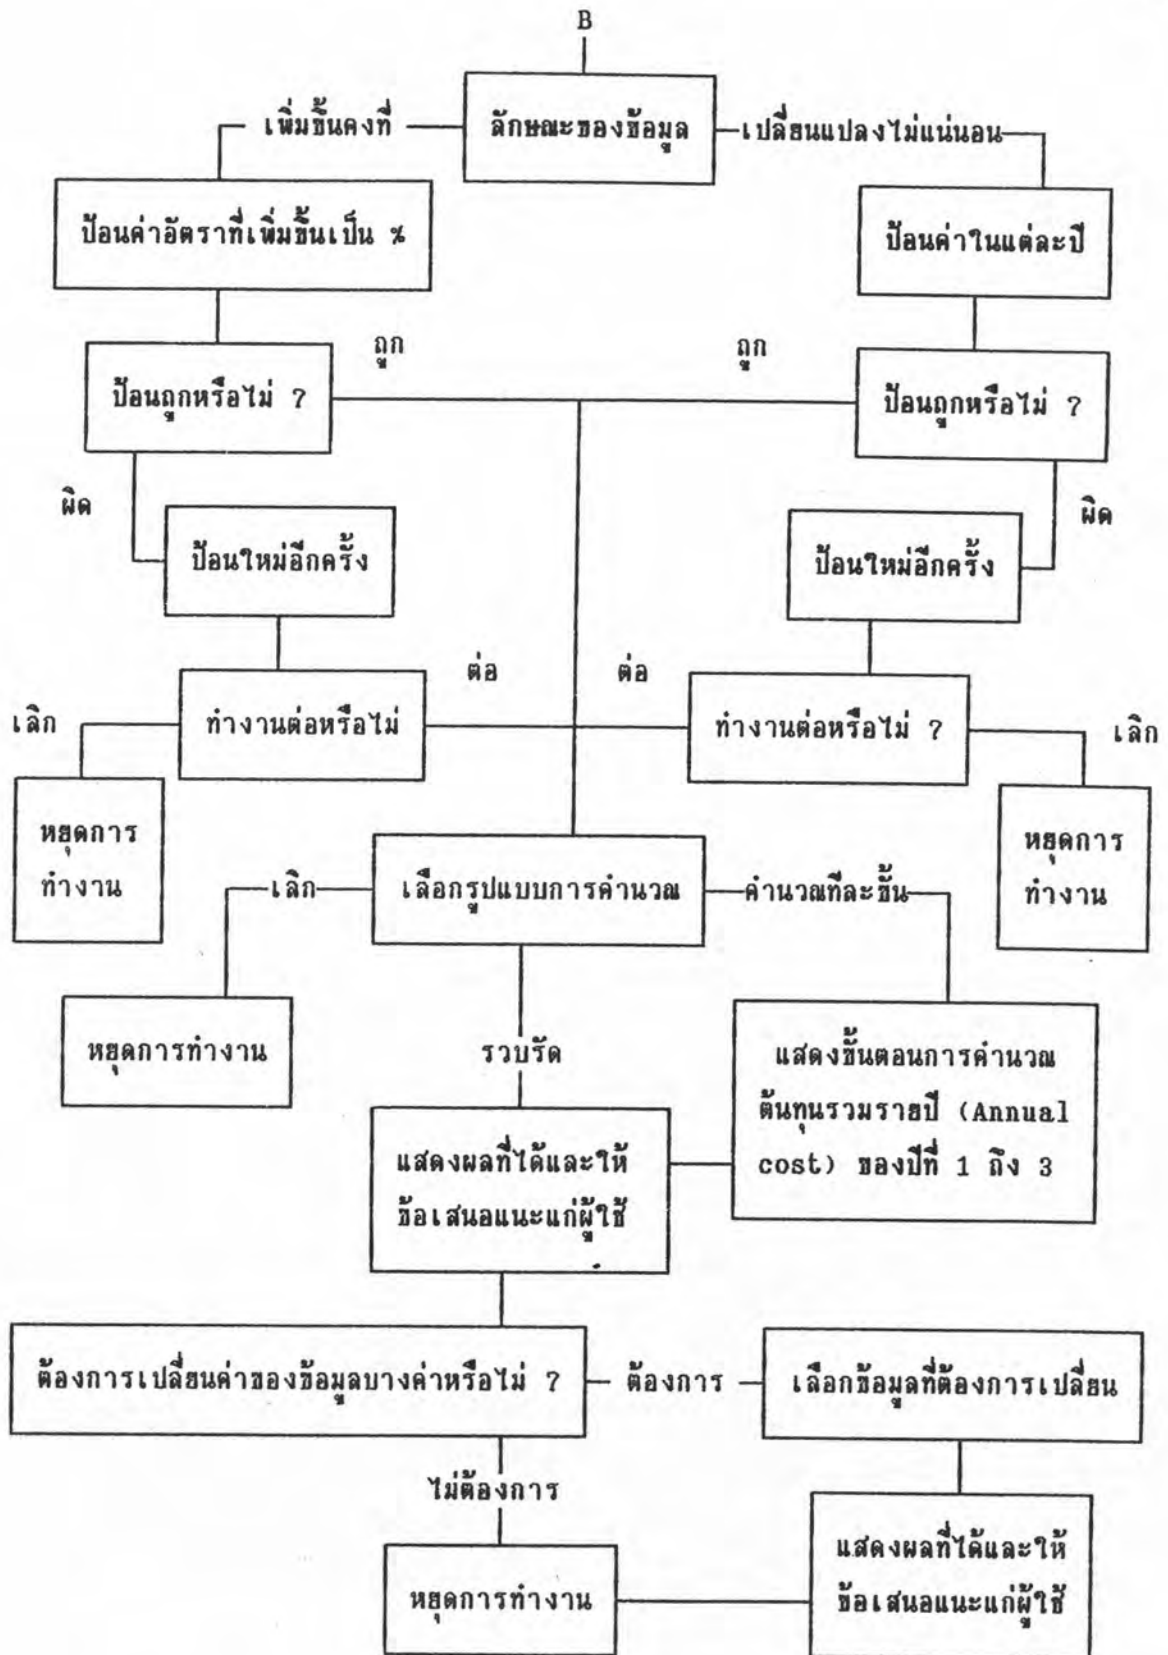 B
เพิ่มขึ้นคงที่
ลักษณะของข้อมูล
เปลี่ยนแปลงไม่แน่นอน
ป้อนค่าอัตราที่เพิ่มขึ้นเป็น %
ป้อนค่าในแต่ละปี
ถูก
ถูก
ป้อนถูกหรือไม่ ?
ป้อนถูกหรือไม่ ?
ผิด
ผิด
ป้อนใหม่อีกครั้ง
ป้อนใหม่อีกครั้ง
ต่อ
ต่อ
เลิก
ทำงานต่อหรือไม่
ทำงานต่อหรือไม่ ?
เลิก
หยุดการ
ทำงาน
หยุดการ
ทำงาน
เลิก
เลือกรูปแบบการคำนวณ
คำนวณทีละขั้น
หยุดการทำงาน
รวบรัด
แสดงขั้นตอนการคำนวณ
ต้นทุนรวมรายปี (Annual
cost) ของปีที่ 1 ถึง 3
แสดงผลที่ได้และให้
ข้อเสนอแนะแก่ผู้ใช้
ต้องการเปลี่ยนค่าของข้อมูลบางค่าหรือไม่ ?
ต้องการ
เลือกข้อมูลที่ต้องการเปลี่ยน
ไม่ต้องการ
หยุดการทำงาน
แสดงผลที่ได้และให้
ข้อเสนอแนะแก่ผู้ใช้